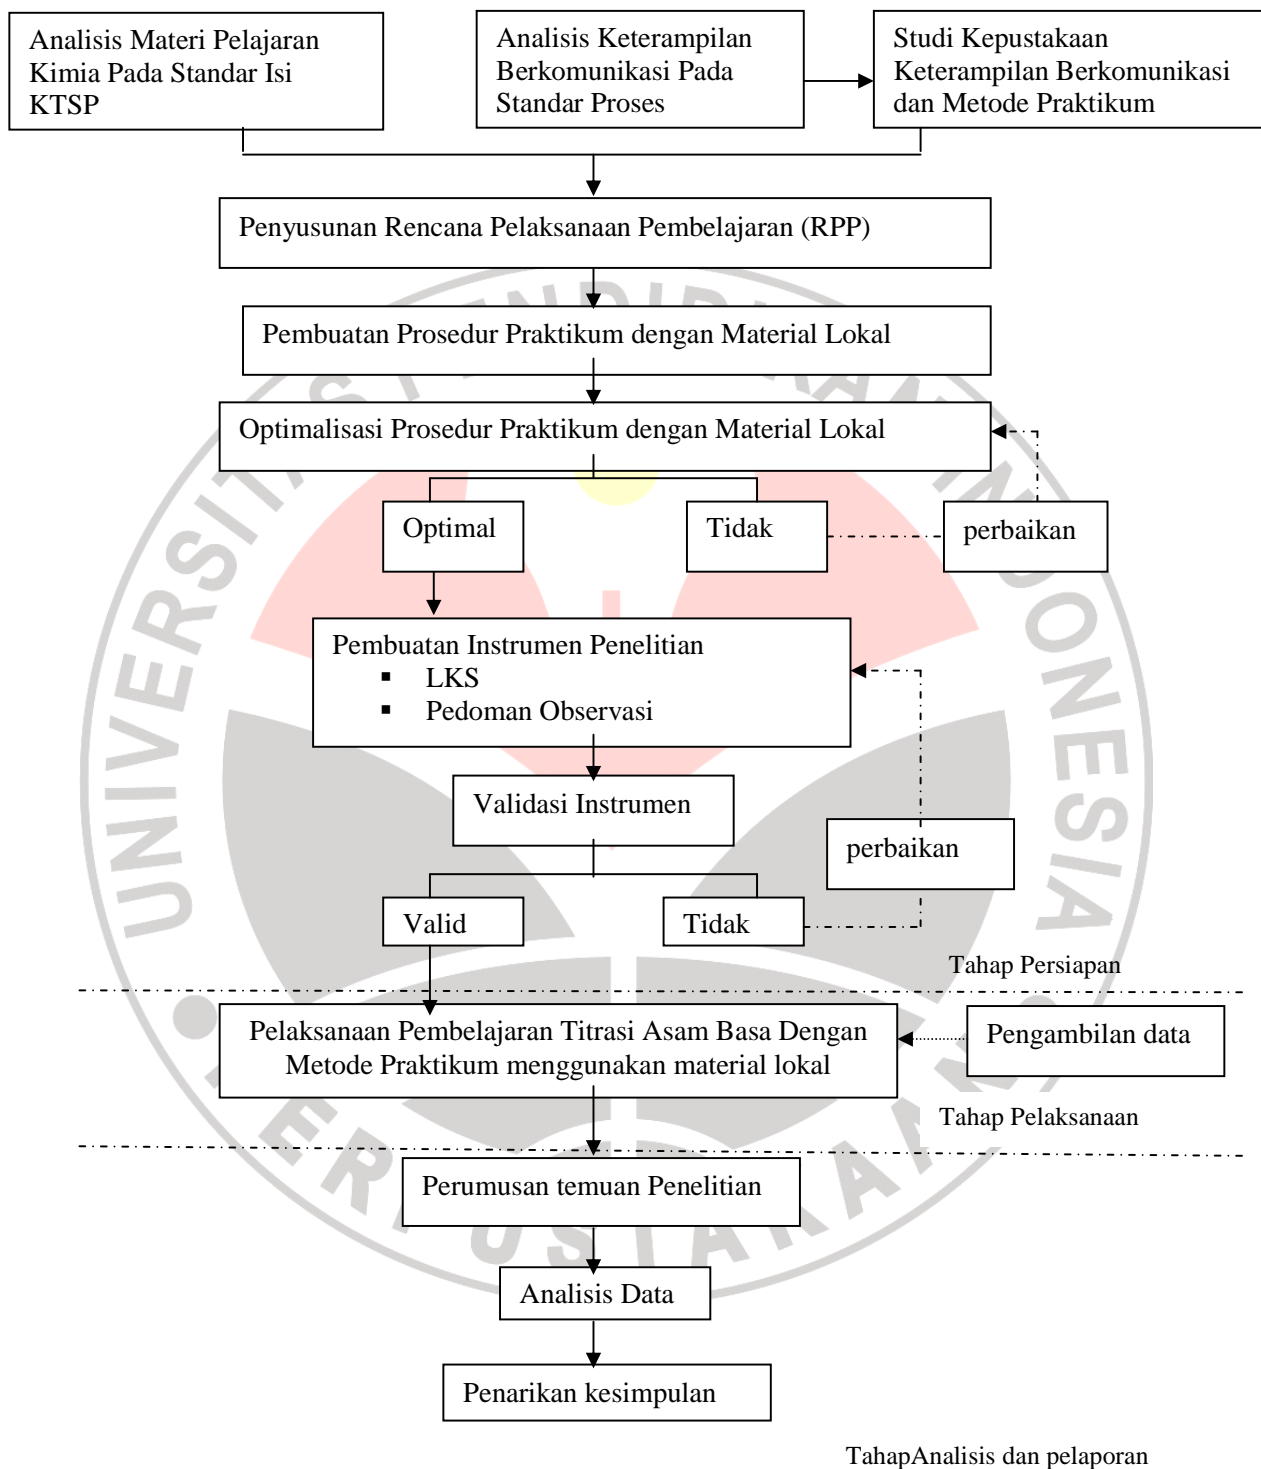 Analisis Materi Pelajaran
Kimia Pada Standar Isi
KTSP
Analisis Keterampilan
Berkomunikasi Pada
Standar Proses
Studi Kepustakaan
Keterampilan Berkomunikasi
dan Metode Praktikum
Penyusunan Rencana Pelaksanaan Pembelajaran (RPP)
Pembuatan Prosedur Praktikum dengan Material Lokal
Optimalisasi Prosedur Praktikum dengan Material Lokal
Optimal
Tidak
perbaikan
Pembuatan Instrumen Penelitian
▪ LKS
▪ Pedoman Observasi
Validasi Instrumen
perbaikan
Valid
Tidak
Tahap Persiapan
Pelaksanaan Pembelajaran Titrasi Asam Basa Dengan
Metode Praktikum menggunakan material lokal
Pengambilan data
Tahap Pelaksanaan
Perumusan temuan Penelitian
Analisis Data
Penarikan kesimpulan
TahapAnalisis dan pelaporan
UNIVERSITAS PENDIDIKAN INDONESIA
PERPUSTAKAAN